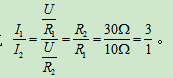 I₁/I₂ = (U/R₁)/(U/R₂) = R₂/R₁ = 30Ω/10Ω = 3/1 。